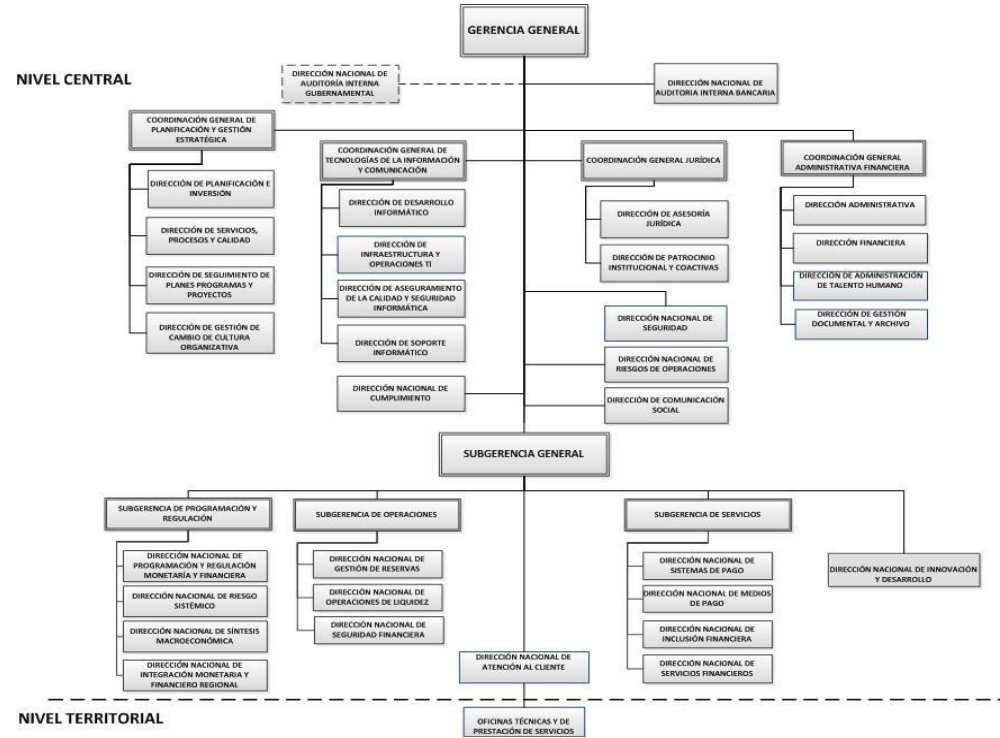 GERENCIA GENERAL
NIVEL CENTRAL
DIRECCIÓN NACIONAL DE
AUDITORÍA INTERNA
GUBERNAMENTAL
DIRECCIÓN NACIONAL DE
AUDITORIA INTERNA BANCARIA
COORDINACIÓN GENERAL DE
PLANIFICACIÓN Y GESTIÓN
ESTRATÉGICA
DIRECCIÓN DE PLANIFICACIÓN E
INVERSIÓN
DIRECCIÓN DE SERVICIOS,
PROCESOS Y CALIDAD
DIRECCIÓN DE SEGUIMIENTO DE
PLANES PROGRAMAS Y
PROYECTOS
DIRECCIÓN DE GESTIÓN DE
CAMBIO DE CULTURA
ORGANIZATIVA
COORDINACIÓN GENERAL DE
TECNOLOGÍAS DE LA INFORMACIÓN
Y COMUNICACIÓN
DIRECCIÓN DE DESARROLLO
INFORMÁTICO
DIRECCIÓN DE
INFRAESTRUCTURA Y
OPERACIONES TI
DIRECCIÓN DE ASEGURAMIENTO
DE LA CALIDAD Y SEGURIDAD
INFORMÁTICA
DIRECCIÓN DE SOPORTE
INFORMÁTICO
DIRECCIÓN NACIONAL DE
CUMPLIMIENTO
COORDINACIÓN GENERAL JURÍDICA
DIRECCIÓN DE ASESORÍA
JURÍDICA
DIRECCIÓN DE PATROCINIO
INSTITUCIONAL Y COACTIVAS
DIRECCIÓN NACIONAL DE
SEGURIDAD
DIRECCIÓN NACIONAL DE
RIESGOS DE OPERACIONES
DIRECCIÓN DE COMUNICACIÓN
SOCIAL
COORDINACIÓN GENERAL
ADMINISTRATIVA FINANCIERA
DIRECCIÓN ADMINISTRATIVA
DIRECCIÓN FINANCIERA
DIRECCIÓN DE ADMINISTRACIÓN
DE TALENTO HUMANO
DIRECCIÓN DE GESTIÓN
DOCUMENTAL Y ARCHIVO
SUBGERENCIA GENERAL
SUBGERENCIA DE PROGRAMACIÓN Y
REGULACIÓN
DIRECCIÓN NACIONAL DE
PROGRAMACIÓN Y REGULACIÓN
MONETARÍA Y FINANCIERA
DIRECCIÓN NACIONAL DE RIESGO
SISTÉMICO
DIRECCIÓN NACIONAL DE SÍNTESIS
MACROECONÓMICA
DIRECCIÓN NACIONAL DE
INTEGRACIÓN MONETARIA Y
FINANCIERO REGIONAL
SUBGERENCIA DE OPERACIONES
DIRECCIÓN NACIONAL DE
GESTIÓN DE RESERVAS
DIRECCIÓN NACIONAL DE
OPERACIONES DE LIQUIDEZ
DIRECCIÓN NACIONAL DE
SEGURIDAD FINANCIERA
DIRECCIÓN NACIONAL DE
ATENCIÓN AL CLIENTE
SUBGERENCIA DE SERVICIOS
DIRECCIÓN NACIONAL DE
SISTEMAS DE PAGO
DIRECCIÓN NACIONAL DE MEDIOS
DE PAGO
DIRECCIÓN NACIONAL DE
INCLUSIÓN FINANCIERA
DIRECCIÓN NACIONAL DE
SERVICIOS FINANCIEROS
DIRECCIÓN NACIONAL DE INNOVACIÓN
Y DESARROLLO
NIVEL TERRITORIAL
OFICINAS TÉCNICAS Y DE
PRESTACIÓN DE SERVICIOS